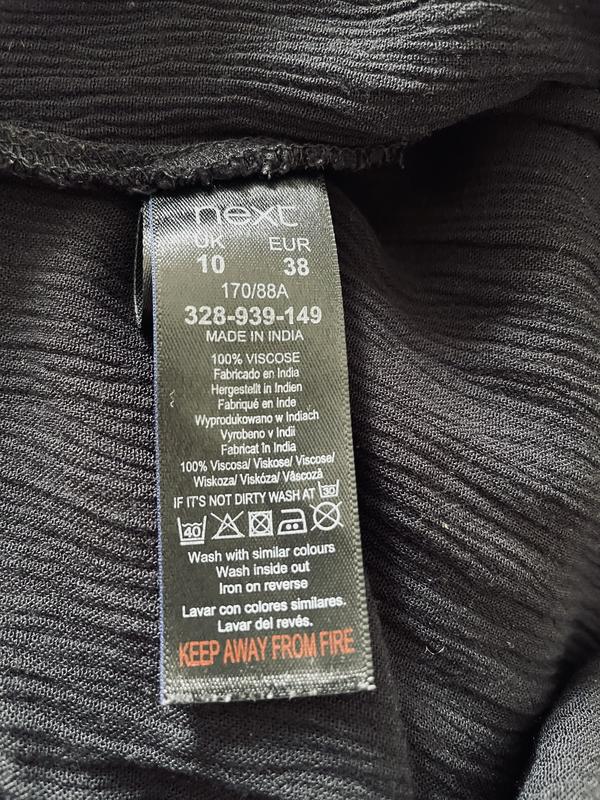 next
UK EUR
10 38
170/88A
328-939-149
MADE IN INDIA
100% VISCOSE
Fabricado en India
Hergestellt in Indien
Fabriqué en Inde
Wyprodukowano w Indiach
Vyrobeno v Indii
Fabricat în India
100% Viscosa/ Viskose/ Viscose/
Wiskoza/ Viskóza/ Vâscoză
IF IT'S NOT DIRTY WASH AT 30
40
Wash with similar colours
Wash inside out
Iron on reverse
Lavar con colores similares.
Lavar del revés.
KEEP AWAY FROM FIRE